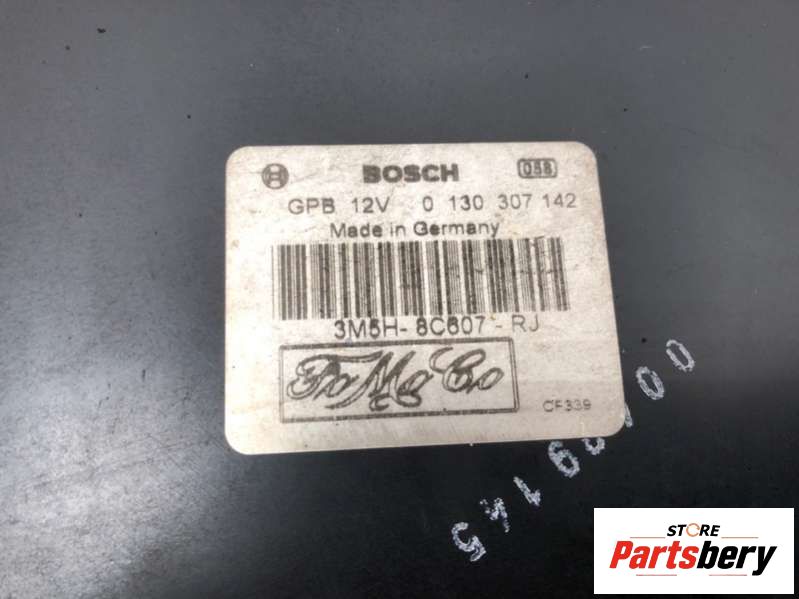 BOSCH 058
GPB 12V 0 130 307 142
Made in Germany
3M5H-8C607-RJ
FoMoCo
CF339
STORE
Partsbery